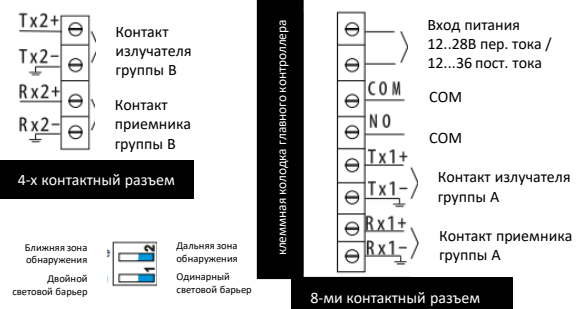 Tx2+
Tx2-
Rx2+
Rx2-
Контакт
излучателя
группы В
Контакт
приемника
группы В
4-х контактный разъем
Ближняя зона
обнаружения
Двойной
световой барьер
2
1
Дальняя зона
обнаружения
Одинарный
световой барьер
клеммная колодка главного контроллера
COM
NO
Tx1+
Tx1-
Rx1+
Rx1-
Вход питания
12..28В пер. тока /
12...36 пост. тока
COM
COM
Контакт излучателя
группы А
Контакт приемника
группы А
8-ми контактный разъем